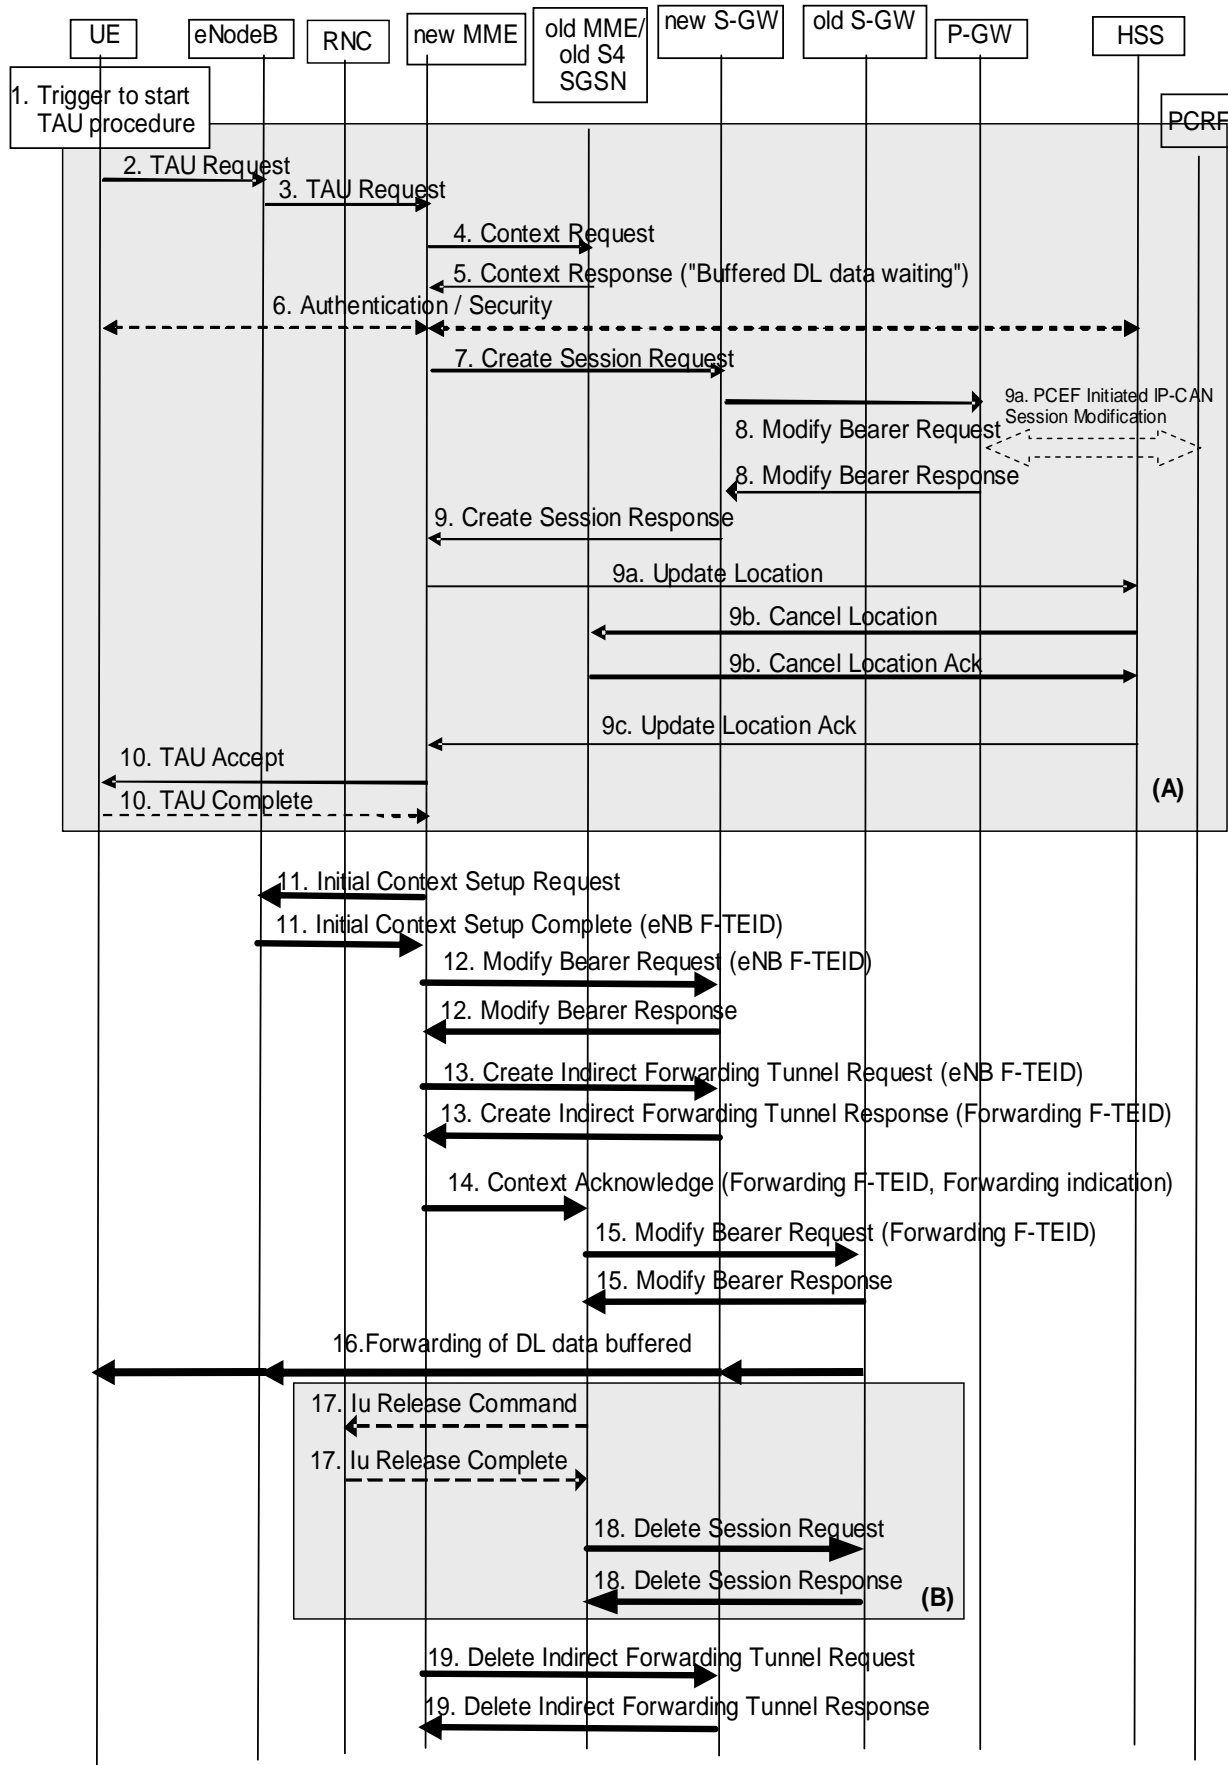 UE
eNodeB
RNC
new MME
old MME/
old S4
SGSN
new S-GW
old S-GW
P-GW
HSS
1. Trigger to start
TAU procedure
PCRF
2. TAU Request
3. TAU Request
4. Context Request
5. Context Response ("Buffered DL data waiting")
6. Authentication / Security
7. Create Session Request
9a. PCEF Initiated IP-CAN
Session Modification
8. Modify Bearer Request
8. Modify Bearer Response
9. Create Session Response
9a. Update Location
9b. Cancel Location
9b. Cancel Location Ack
9c. Update Location Ack
10. TAU Accept
10. TAU Complete
(A)
11. Initial Context Setup Request
11. Initial Context Setup Complete (eNB F-TEID)
12. Modify Bearer Request (eNB F-TEID)
12. Modify Bearer Response
13. Create Indirect Forwarding Tunnel Request (eNB F-TEID)
13. Create Indirect Forwarding Tunnel Response (Forwarding F-TEID)
14. Context Acknowledge (Forwarding F-TEID, Forwarding indication)
15. Modify Bearer Request (Forwarding F-TEID)
15. Modify Bearer Response
16.Forwarding of DL data buffered
17. Iu Release Command
17. Iu Release Complete
18. Delete Session Request
18. Delete Session Response
(B)
19. Delete Indirect Forwarding Tunnel Request
19. Delete Indirect Forwarding Tunnel Response